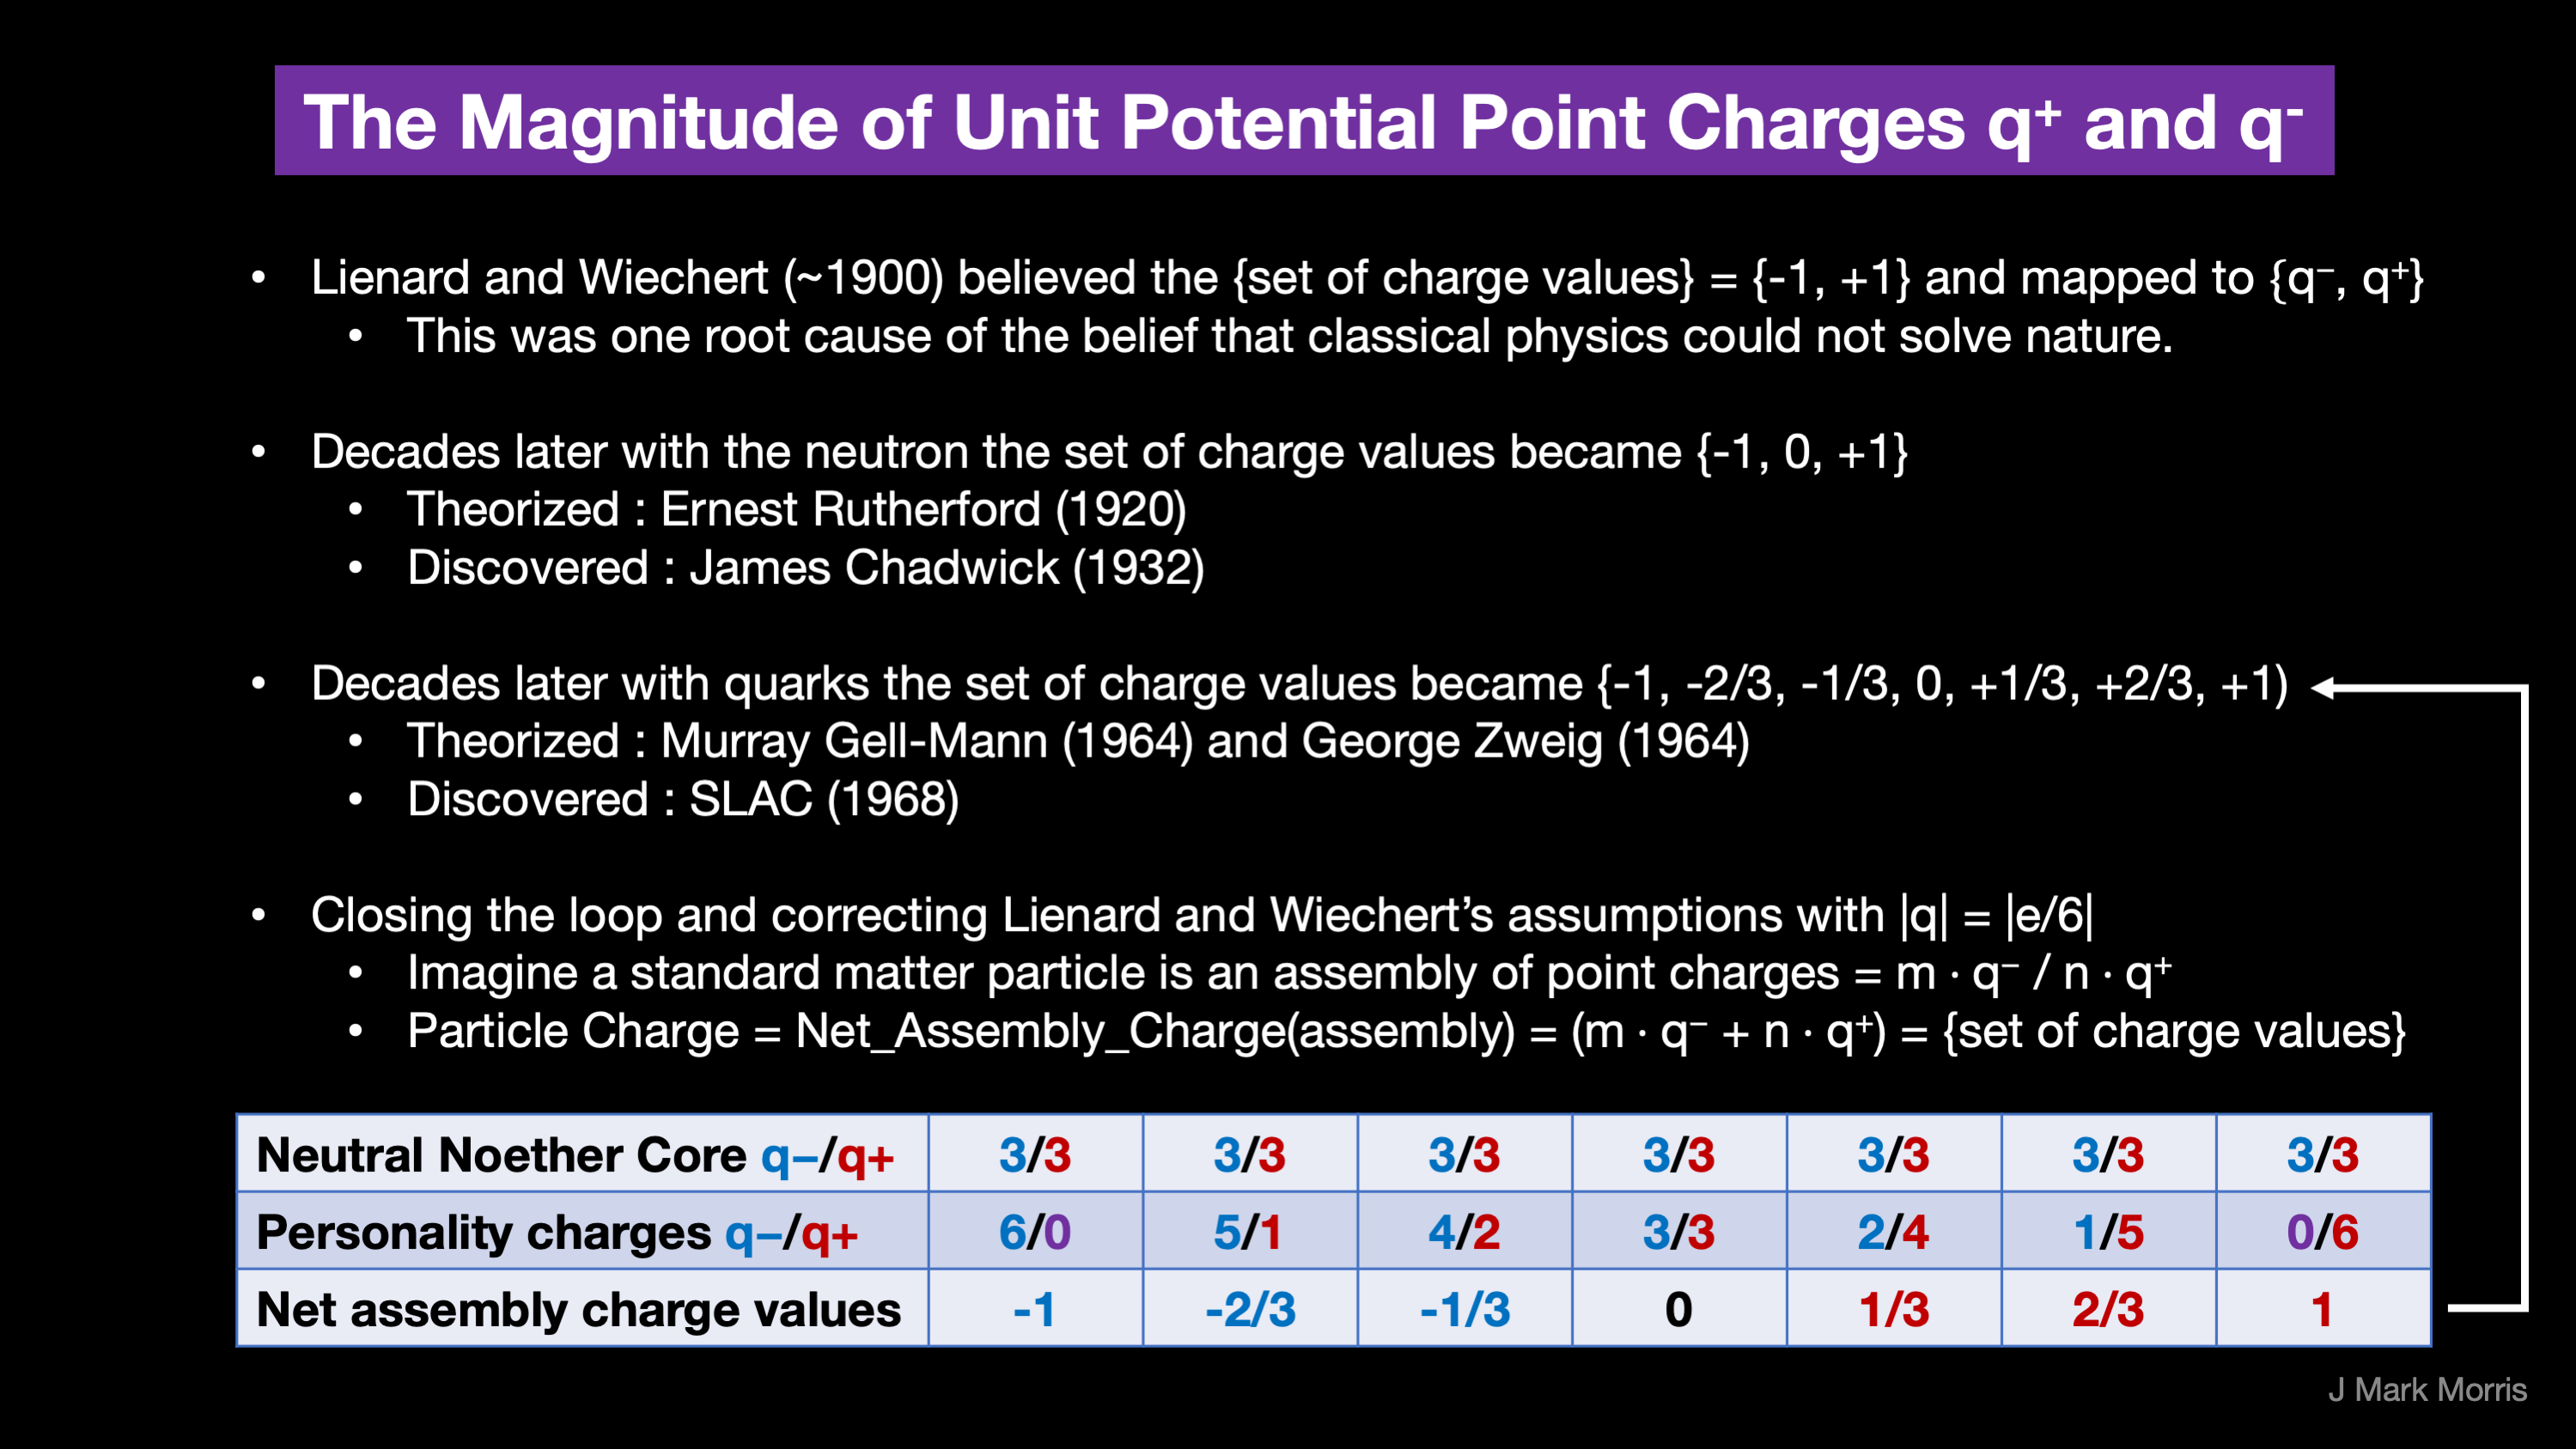 The Magnitude of Unit Potential Point Charges q⁺ and q⁻
• Lienard and Wiechert (~1900) believed the {set of charge values} = {-1, +1} and mapped to {q⁻, q⁺}
• This was one root cause of the belief that classical physics could not solve nature.
• Decades later with the neutron the set of charge values became {-1, 0, +1}
• Theorized : Ernest Rutherford (1920)
• Discovered : James Chadwick (1932)
• Decades later with quarks the set of charge values became {-1, -2/3, -1/3, 0, +1/3, +2/3, +1)
• Theorized : Murray Gell-Mann (1964) and George Zweig (1964)
• Discovered : SLAC (1968)
• Closing the loop and correcting Lienard and Wiechert’s assumptions with |q| = |e/6|
• Imagine a standard matter particle is an assembly of point charges = m · q⁻ / n · q⁺
• Particle Charge = Net_Assembly_Charge(assembly) = (m · q⁻ + n · q⁺) = {set of charge values}
Neutral Noether Core q–/q+ 3/3 3/3 3/3 3/3 3/3 3/3 3/3
Personality charges q–/q+ 6/0 5/1 4/2 3/3 2/4 1/5 0/6
Net assembly charge values -1 -2/3 -1/3 0 1/3 2/3 1
J Mark Morris